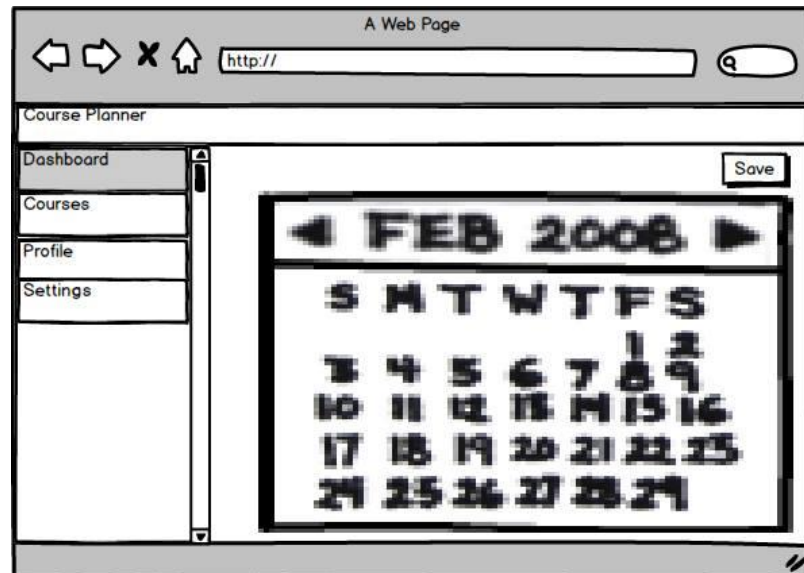 A Web Page
http://
Course Planner
Dashboard
Courses
Profile
Settings
Save
FEB 2008
S M T W T F S
1 2
3 4 5 6 7 8 9
10 11 12 13 14 15 16
17 18 19 20 21 22 23
24 25 26 27 28 29